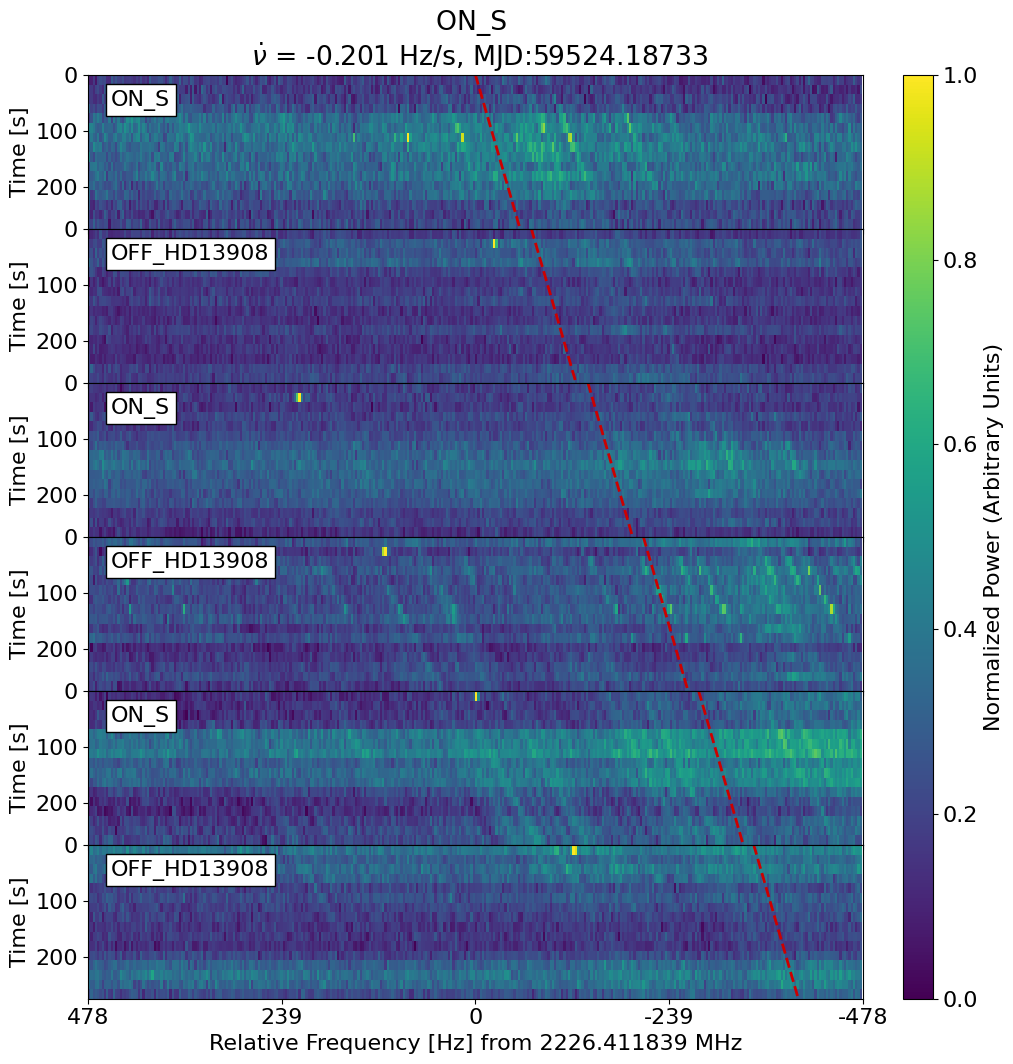 ON_S
ν̇ = -0.201 Hz/s, MJD:59524.18733
0
ON_S
100
Time [s]
200
0
OFF_HD13908
100
Time [s]
200
0
ON_S
100
Time [s]
200
0
OFF_HD13908
100
Time [s]
200
0
ON_S
100
Time [s]
200
0
OFF_HD13908
100
Time [s]
200
478 239 0 -239 -478
Relative Frequency [Hz] from 2226.411839 MHz
1.0
0.8
0.6
0.4
0.2
0.0
Normalized Power (Arbitrary Units)